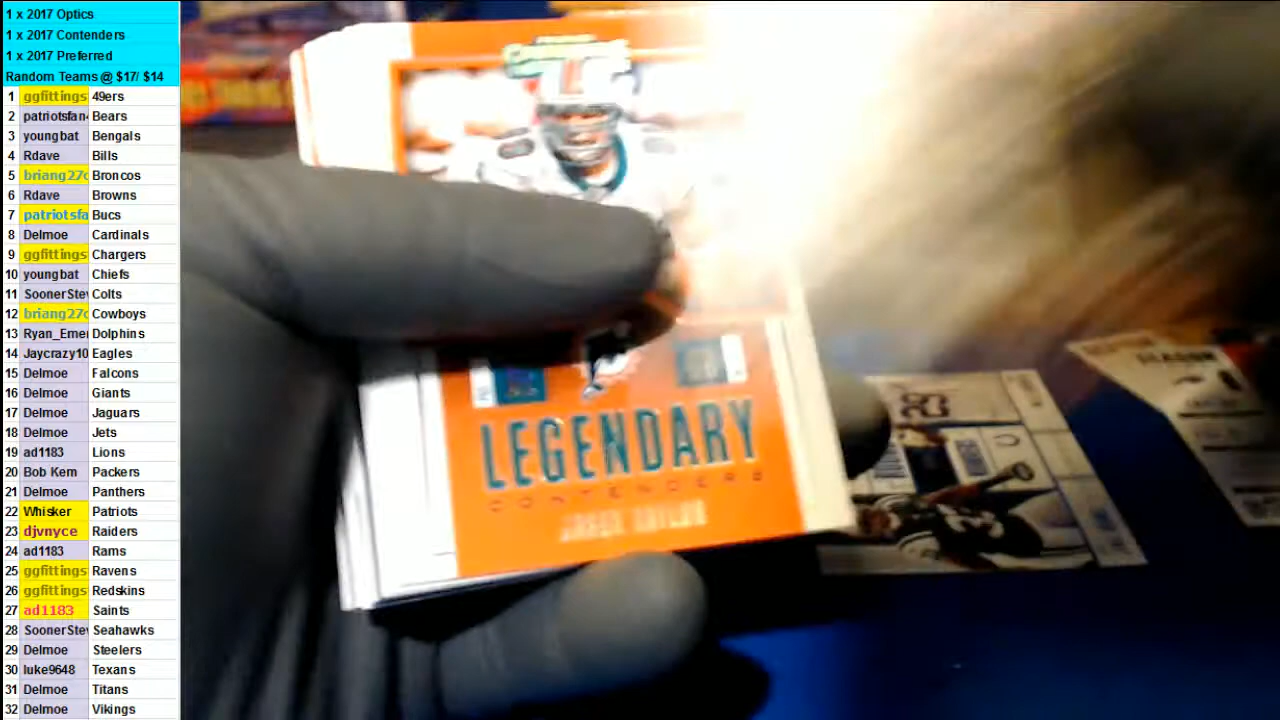 1 x 2017 Optics
1 x 2017 Contenders
1 x 2017 Preferred
Random Teams @ $17/ $14
1 ggfittings 49ers
2 patriotsfan Bears
3 youngbat Bengals
4 Rdave Bills
5 briang27 Broncos
6 Rdave Browns
7 patriotsfa Bucs
8 Delmoe Cardinals
9 ggfittings Chargers
10 youngbat Chiefs
11 SoonerStev Colts
12 briang27 Cowboys
13 Ryan_Emer Dolphins
14 Jaycrazy10 Eagles
15 Delmoe Falcons
16 Delmoe Giants
17 Delmoe Jaguars
18 Delmoe Jets
19 ad1183 Lions
20 Bob Kem Packers
21 Delmoe Panthers
22 Whisker Patriots
23 djvnyce Raiders
24 ad1183 Rams
25 ggfittings Ravens
26 ggfittings Redskins
27 ad1183 Saints
28 SoonerStev Seahawks
29 Delmoe Steelers
30 luke9648 Texans
31 Delmoe Titans
32 Delmoe Vikings
LEGENDARY
CONTENDERS
JASON TAYLOR